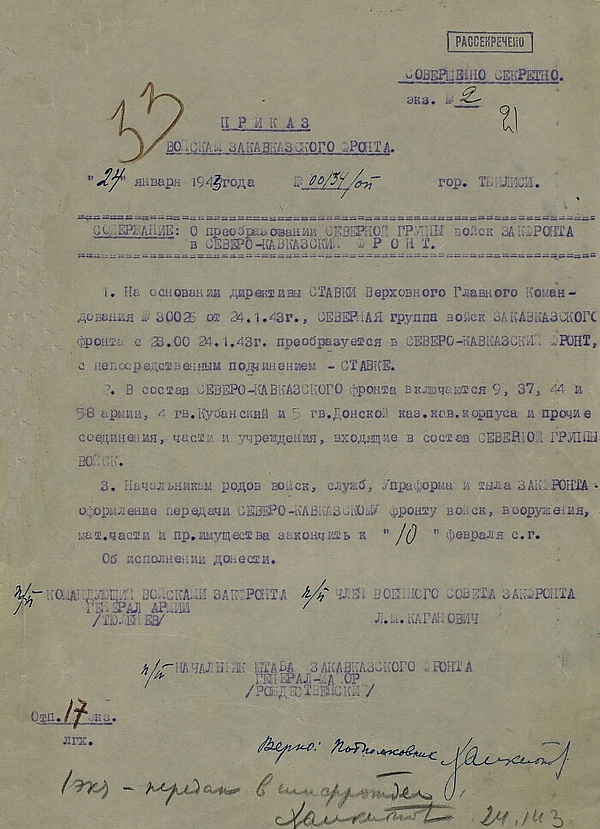 РАССЕКРЕЧЕНО
СОВЕРШЕННО СЕКРЕТНО.
экз. № 2
21
33
ПРИКАЗ
ВОЙСКАМ ЗАКАВКАЗСКОГО ФРОНТА.
"24" января 1943 года № 00134/оп гор. ТБИЛИСИ.
СОДЕРЖАНИЕ: О преобразовании СЕВЕРНОЙ ГРУППЫ войск ЗАКФРОНТА
в СЕВЕРО-КАВКАЗСКИЙ ФРОНТ.
1. На основании директивы СТАВКИ Верховного Главного Коман-
дования № 30026 от 24.1.43г., СЕВЕРНАЯ группа войск ЗАКАВКАЗСКОГО
фронта с 23.00 24.1.43г. преобразуется в СЕВЕРО-КАВКАЗСКИЙ ФРОНТ,
с непосредственным подчинением - СТАВКЕ.
2. В состав СЕВЕРО-КАВКАЗСКОГО фронта включаются 9, 37, 44 и
58 армии, 4 гв.Кубанский и 5 гв.Донской каз.кав.корпуса и прочие
соединения, части и учреждения, входящие в состав СЕВЕРНОЙ ГРУППЫ
ВОЙСК.
3. Начальникам родов войск, служб, Упраформа и тыла ЗАКФРОНТА -
оформление передачи СЕВЕРО-КАВКАЗСКОМУ фронту войск, вооружения,
мат.части и пр.имущества закончить к "10" февраля с.г.
Об исполнении донести.
п/п КОМАНДУЮЩИЙ ВОЙСКАМИ ЗАКФРОНТА п/п ЧЛЕН ВОЕННОГО СОВЕТА ЗАКФРОНТА
ГЕНЕРАЛ АРМИИ
/ТЮЛЕНЕВ/ Л.М.КАГАНОВИЧ
п/п НАЧАЛЬНИК ШТАБА ЗАКАВКАЗСКОГО ФРОНТА
ГЕНЕРАЛ-МАЙОР
/РОЖДЕСТВЕНСКИЙ/
Отп. 17 экз.
лгх.
Верно: Подполковник
1 экз - передан в шифротдел
24.1.43